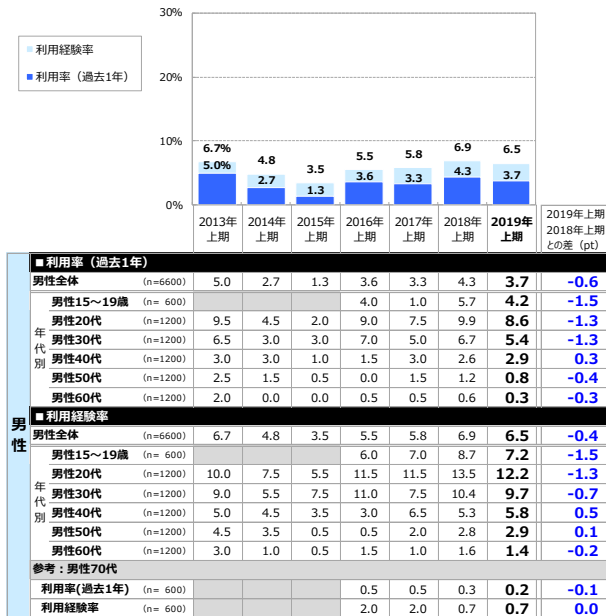 30%
利用経験率
利用率（過去1年）
20%
10%
6.7% 4.8 3.5 5.5 5.8 6.9 6.5
5.0% 2.7 1.3 3.6 3.3 4.3 3.7
0%
2013年上期 2014年上期 2015年上期 2016年上期 2017年上期 2018年上期 2019年上期 2019年上期 2018年上期 との差（pt）
男性
■利用率（過去1年）
男性全体 (n=6600) 5.0 2.7 1.3 3.6 3.3 4.3 3.7 -0.6
年代別
男性15～19歳 (n= 600) 4.0 1.0 5.7 4.2 -1.5
男性20代 (n=1200) 9.5 4.5 2.0 9.0 7.5 9.9 8.6 -1.3
男性30代 (n=1200) 6.5 3.0 3.0 7.0 5.0 6.7 5.4 -1.3
男性40代 (n=1200) 3.0 3.0 1.0 1.5 3.0 2.6 2.9 0.3
男性50代 (n=1200) 2.5 1.5 0.5 0.0 1.5 1.2 0.8 -0.4
男性60代 (n=1200) 2.0 0.0 0.0 0.5 0.5 0.6 0.3 -0.3
■利用経験率
男性全体 (n=6600) 6.7 4.8 3.5 5.5 5.8 6.9 6.5 -0.4
年代別
男性15～19歳 (n= 600) 6.0 7.0 8.7 7.2 -1.5
男性20代 (n=1200) 10.0 7.5 5.5 11.5 11.5 13.5 12.2 -1.3
男性30代 (n=1200) 9.0 5.5 7.5 11.0 7.5 10.4 9.7 -0.7
男性40代 (n=1200) 5.0 4.5 3.5 3.0 6.5 5.3 5.8 0.5
男性50代 (n=1200) 4.5 3.5 0.5 0.5 2.0 2.8 2.9 0.1
男性60代 (n=1200) 3.0 1.0 0.5 1.5 1.0 1.6 1.4 -0.2
参考：男性70代
利用率(過去1年) (n= 600) 0.5 0.5 0.3 0.2 -0.1
利用経験率 (n= 600) 2.0 2.0 0.7 0.7 0.0